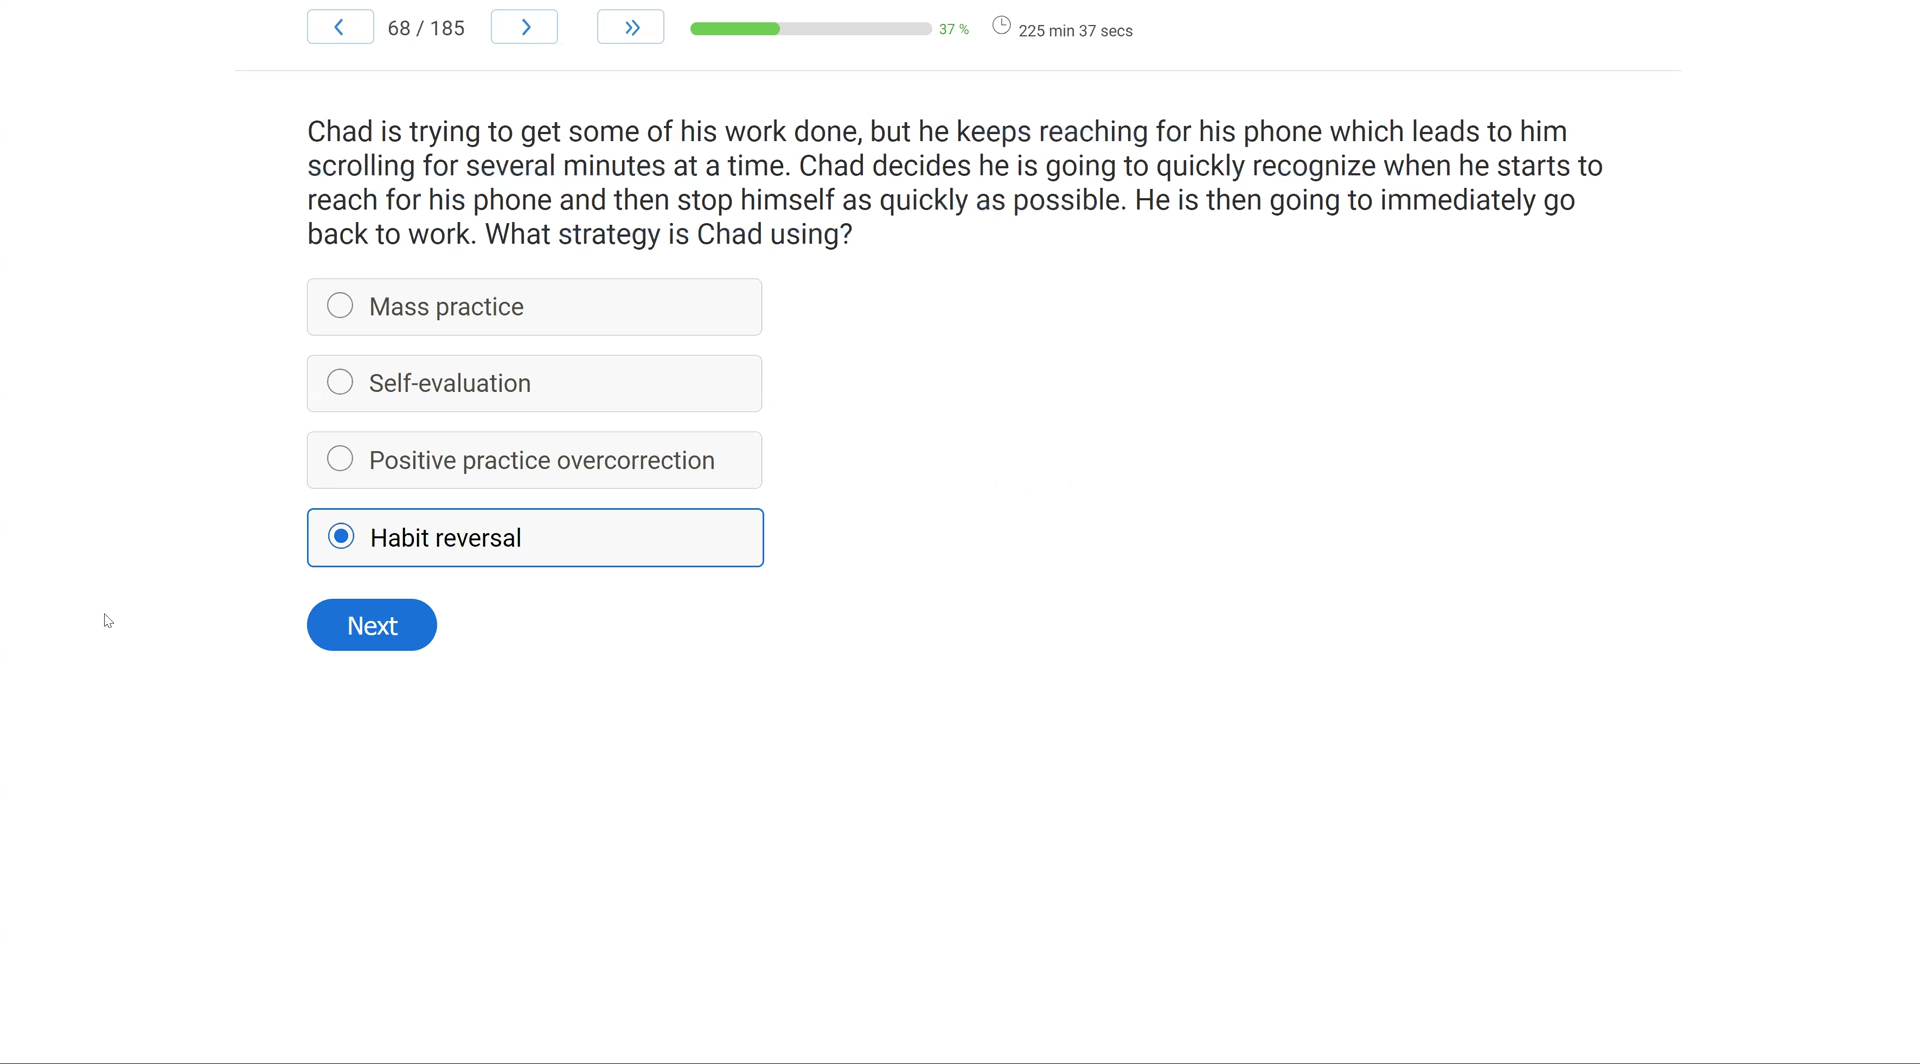 68 / 185
37 %
225 min 37 secs
Chad is trying to get some of his work done, but he keeps reaching for his phone which leads to him
scrolling for several minutes at a time. Chad decides he is going to quickly recognize when he starts to
reach for his phone and then stop himself as quickly as possible. He is then going to immediately go
back to work. What strategy is Chad using?
Mass practice
Self-evaluation
Positive practice overcorrection
Habit reversal
Next